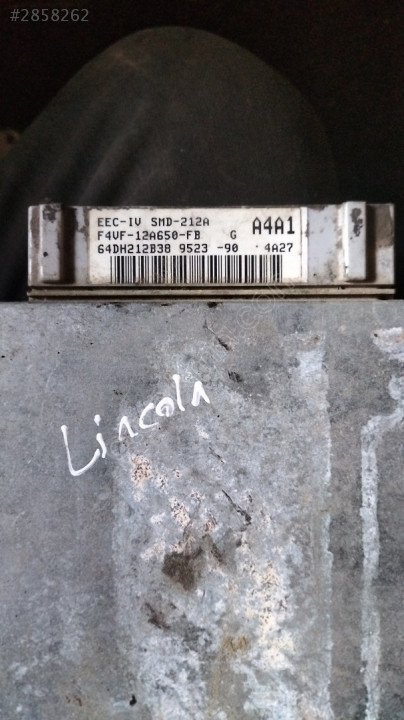 #2858262
EEC-IV SMD-212A
A4A1
F4VF-12A650-FB G
64DH212B38 9523 -90 4A27
Lincoln